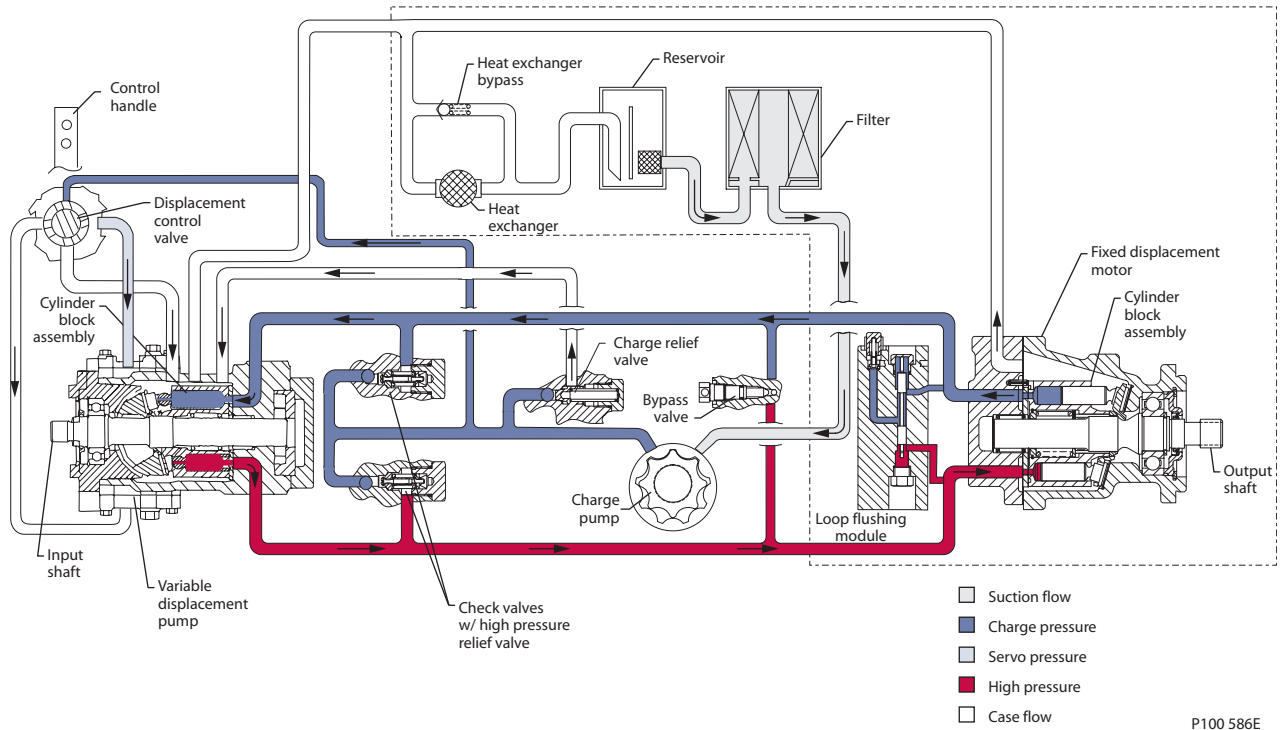 Control
handle
Heat exchanger
bypass
Reservoir
Filter
Displacement
control
valve
Heat
exchanger
Fixed displacement
motor
Cylinder
block
assembly
Cylinder
block
assembly
Charge relief
valve
Bypass
valve
Charge
pump
Loop flushing
module
Output
shaft
Input
shaft
Variable
displacement
pump
Check valves
w/ high pressure
relief valve
Suction flow
Charge pressure
Servo pressure
High pressure
Case flow
P100 586E